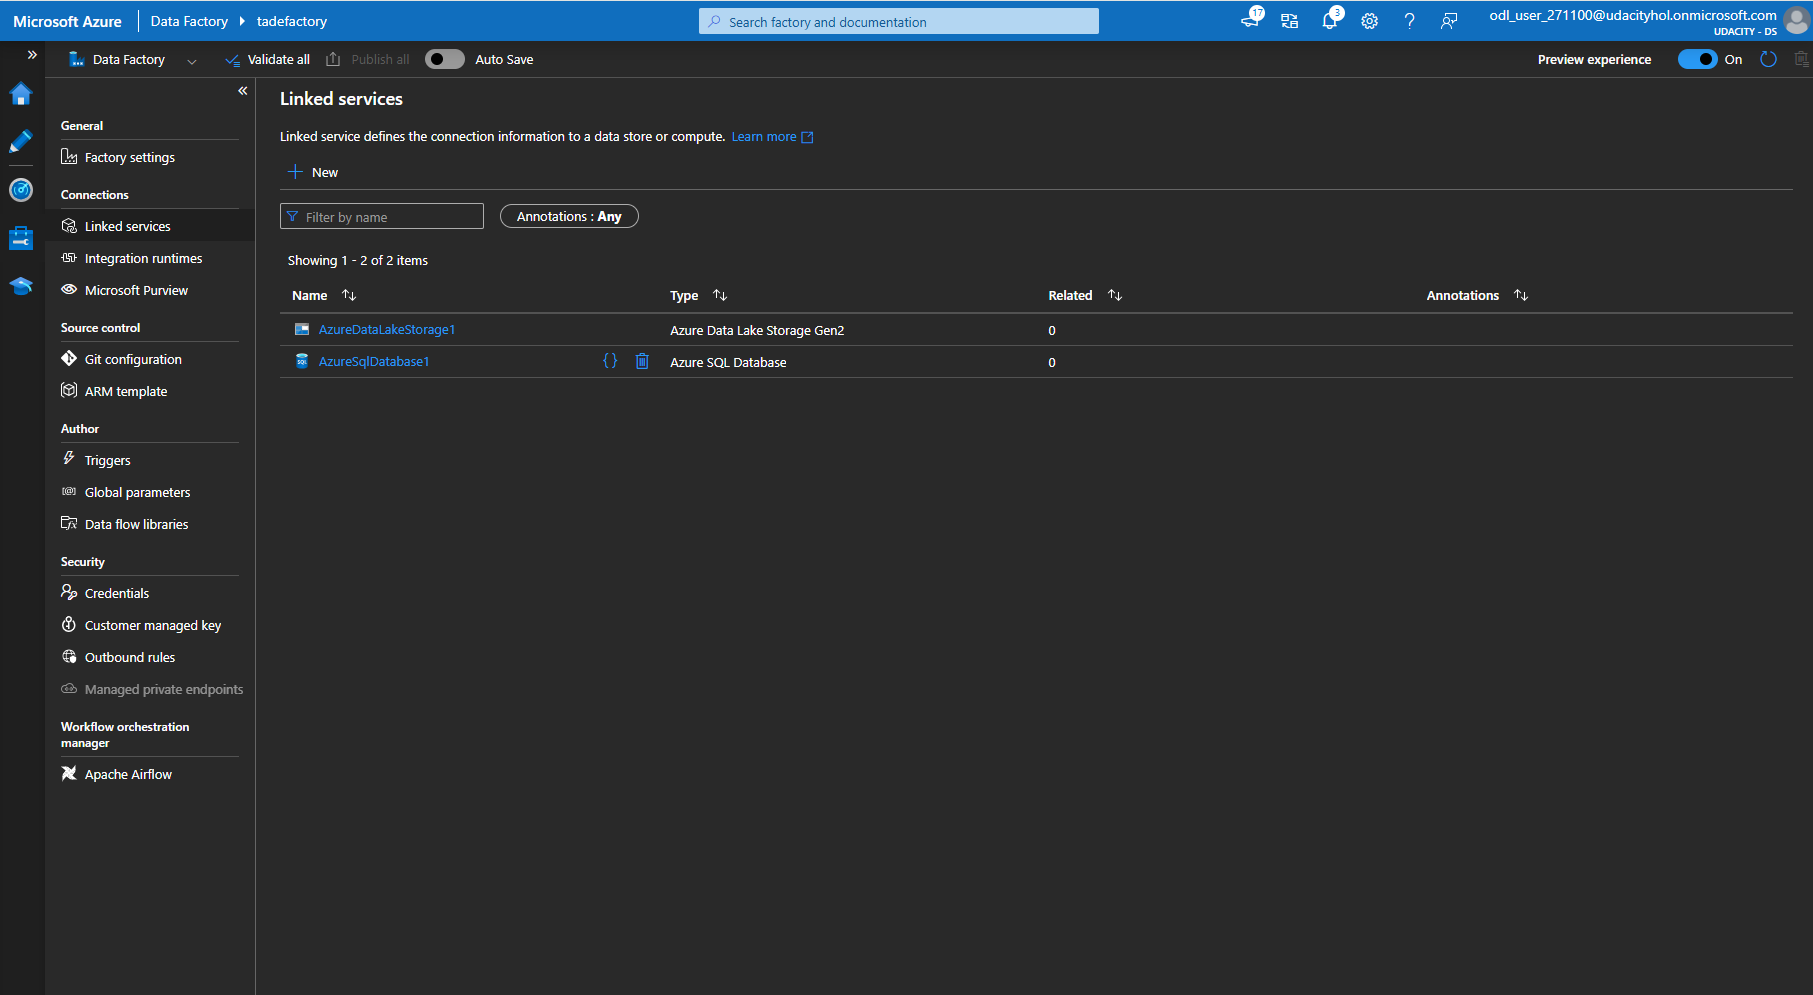 Microsoft Azure Data Factory tadefactory Search factory and documentation 17 3 odl_user_271100@udacityhol.onmicrosoft.com
UDACITY - DS
Data Factory Validate all Publish all Auto Save Preview experience On
General
Factory settings
Connections
Linked services
Integration runtimes
Microsoft Purview
Source control
Git configuration
ARM template
Author
Triggers
Global parameters
Data flow libraries
Security
Credentials
Customer managed key
Outbound rules
Managed private endpoints
Workflow orchestration
manager
Apache Airflow
Linked services
Linked service defines the connection information to a data store or compute. Learn more
New
Filter by name Annotations : Any
Showing 1 - 2 of 2 items
Name Type Related Annotations
AzureDataLakeStorage1 Azure Data Lake Storage Gen2 0
SQL AzureSqlDatabase1 {} Azure SQL Database 0